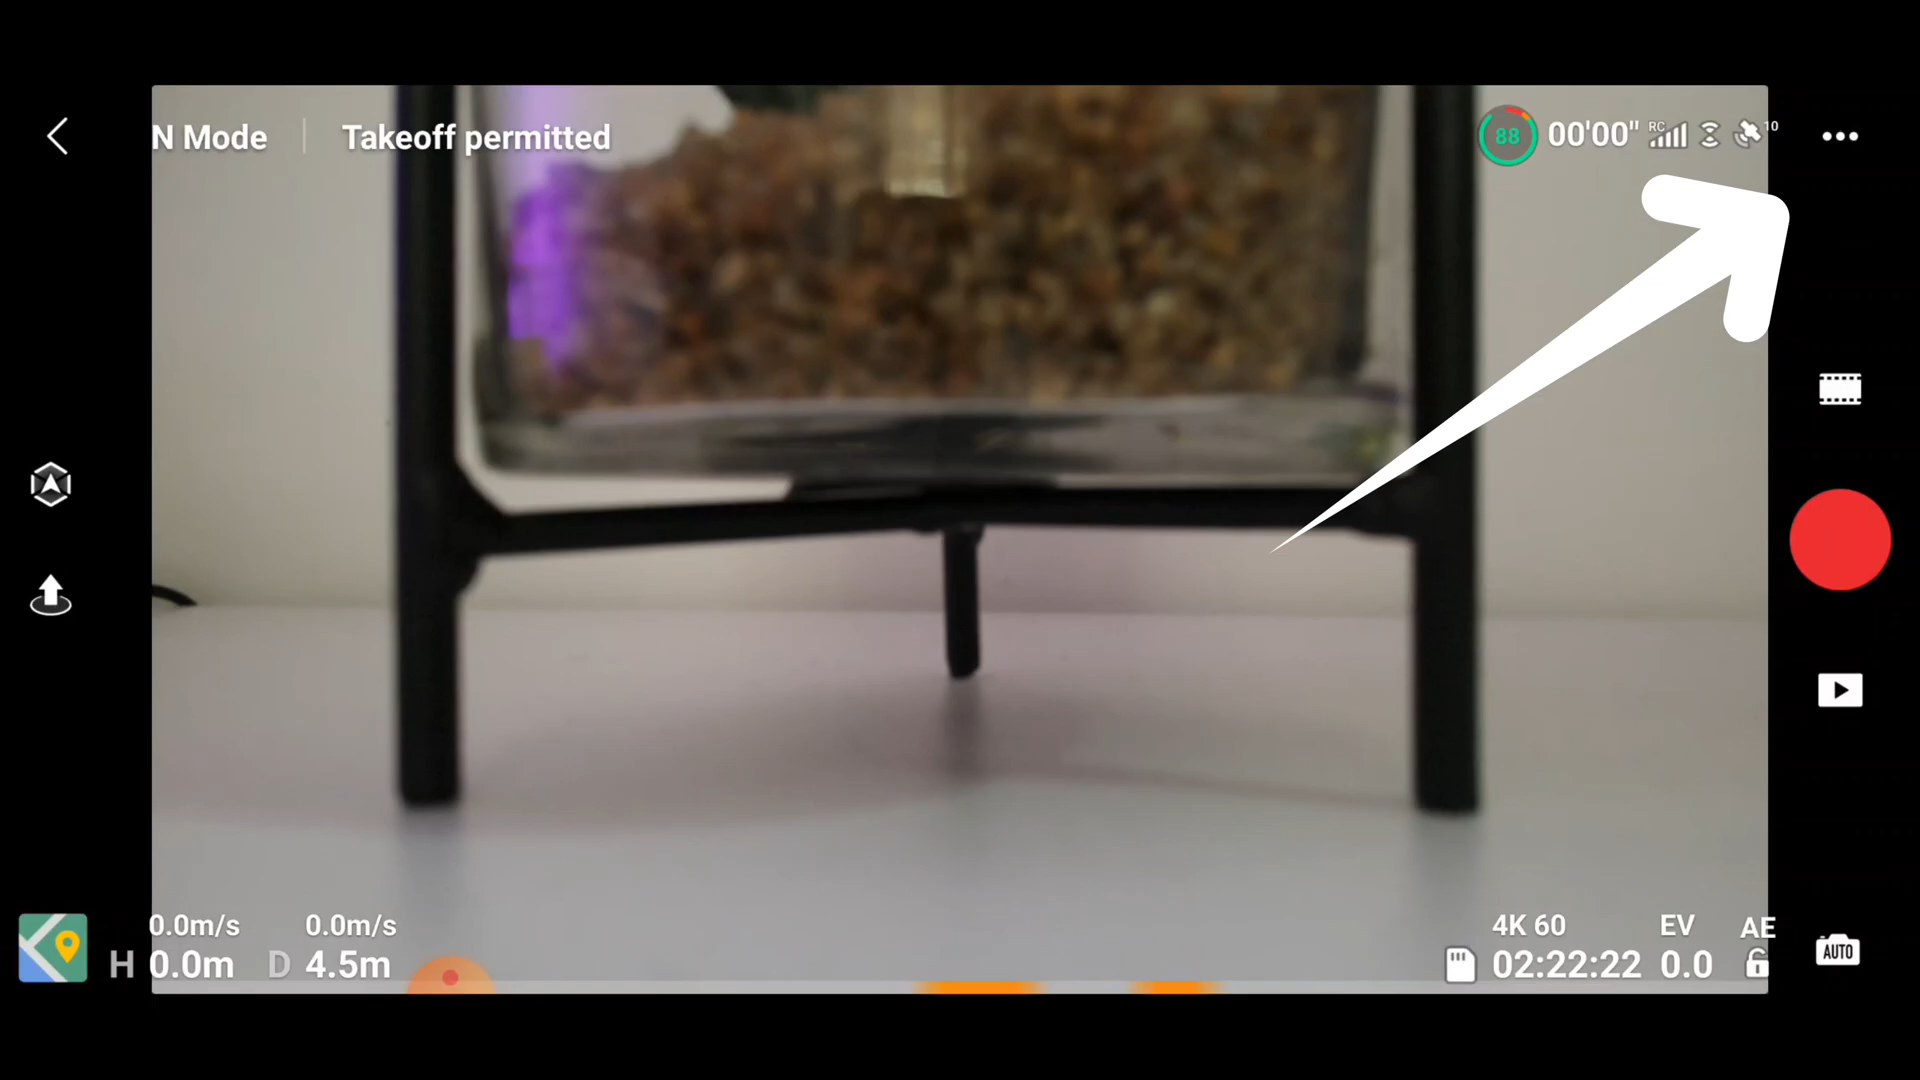 N Mode
Takeoff permitted
88
00'00"
RC
10
0.0m/s
0.0m/s
H 0.0m
D 4.5m
4K 60
EV
AE
02:22:22
0.0
AUTO